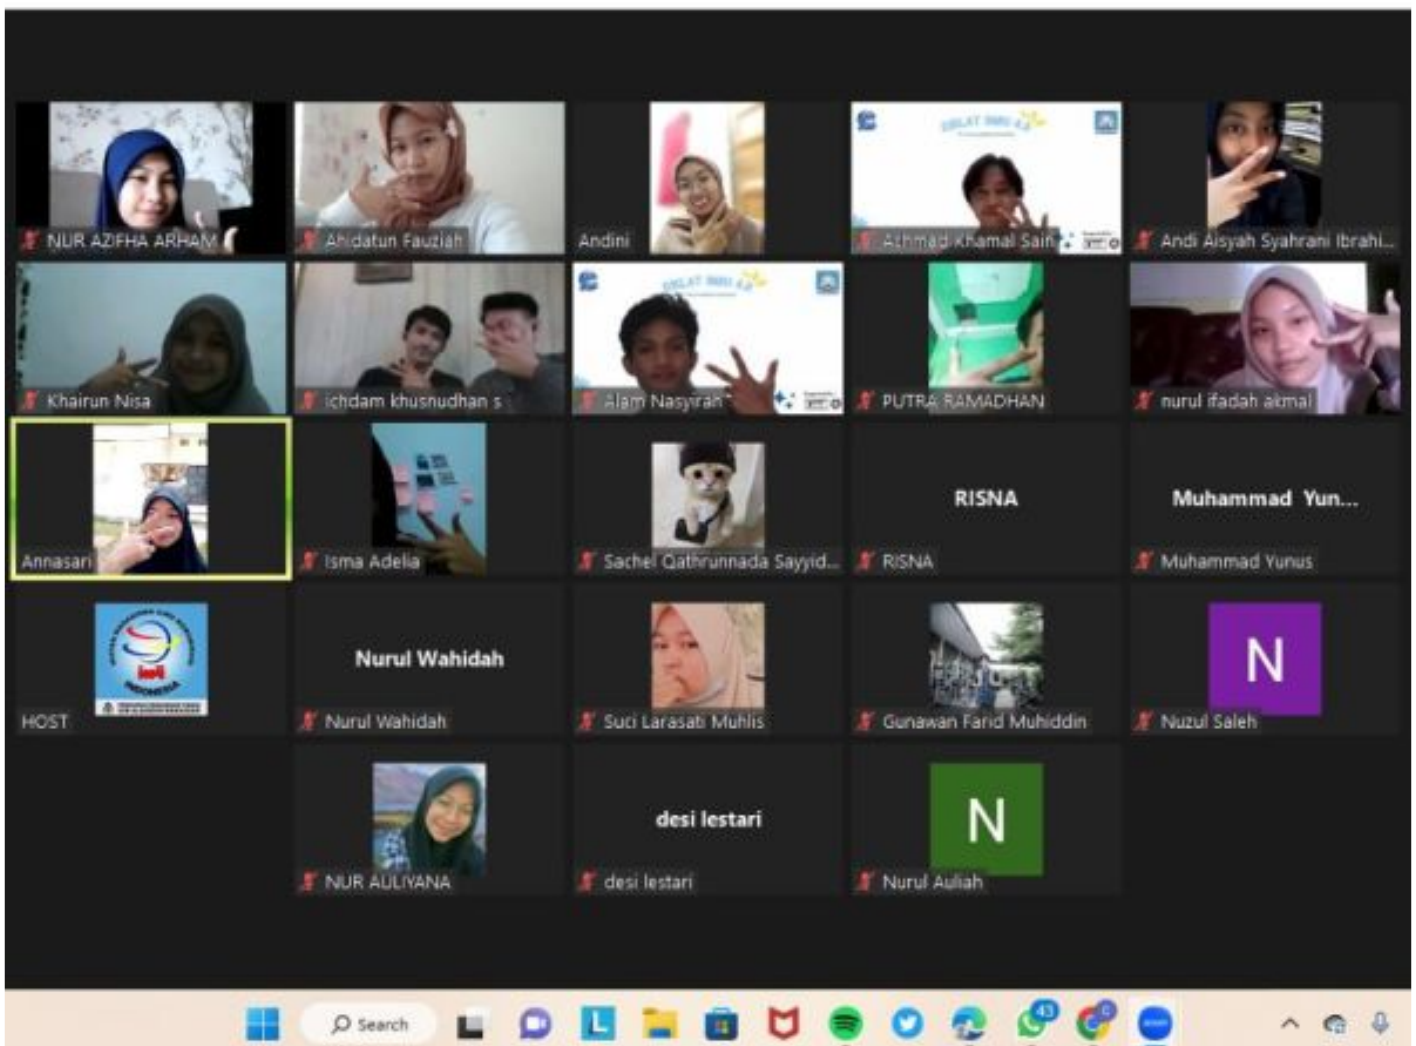 NUR AZIFHA ARHAM
Ahidatun Fauziah
Andini
Achmad Khamal Sain
Andi Aisyah Syahrani Ibrahi...
Khairun Nisa
ichdam khusnudhan s
Alam Nasyirah
PUTRA RAMADHAN
nurul ifadah akmal
Annasari
Isma Adelia
Sachel Qathrunnada Sayyid...
RISNA
RISNA
Muhammad Yun...
Muhammad Yunus
INDONESIA
HOST
Nurul Wahidah
Nurul Wahidah
Suci Larasati Muhlis
Gunawan Farid Muhiddin
N
Nuzul Saleh
NUR AULIYANA
desi lestari
desi lestari
N
Nurul Auliah
Search
L
43